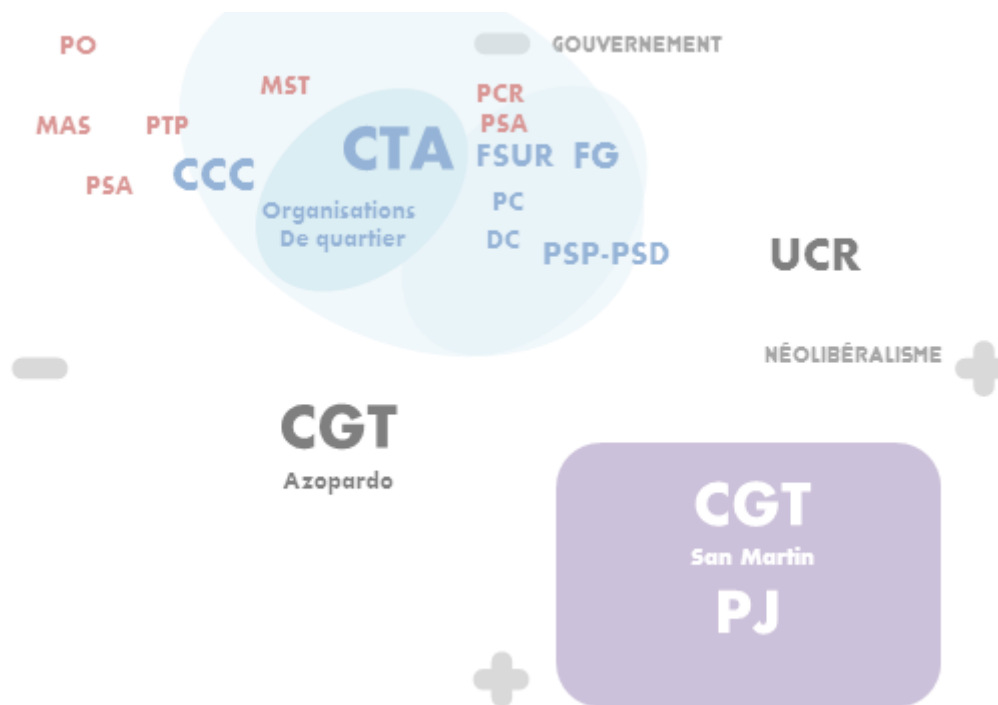 PO
GOUVERNEMENT
MST
PCR
MAS
PTP
PSA
CTA
FSUR
FG
CCC
PSA
Organisations
De quartier
PC
DC
PSP-PSD
UCR
NÉOLIBÉRALISME
CGT
Azopardo
CGT
San Martin
PJ